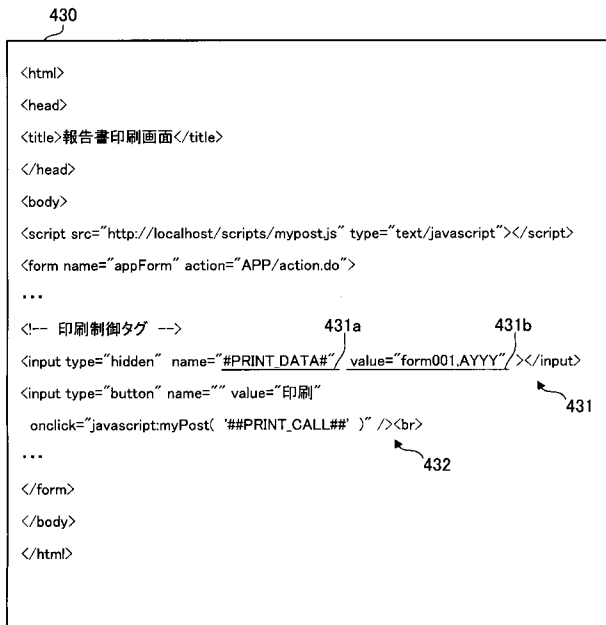 430
<html>
<head>
<title>報告書印刷画面</title>
</head>
<body>
<script src="http://localhost/scripts/mypost.js" type="text/javascript"></script>
<form name="appForm" action="APP/action.do">
...
<!-- 印刷制御タグ -->
431a
431b
<input type="hidden" name="#PRINT_DATA#" value="form001,AYYY" /></input>
431
<input type="button" name="" value="印刷"
onclick="javascript:myPost( '##PRINT_CALL##' )" /><br>
432
...
</form>
</body>
</html>